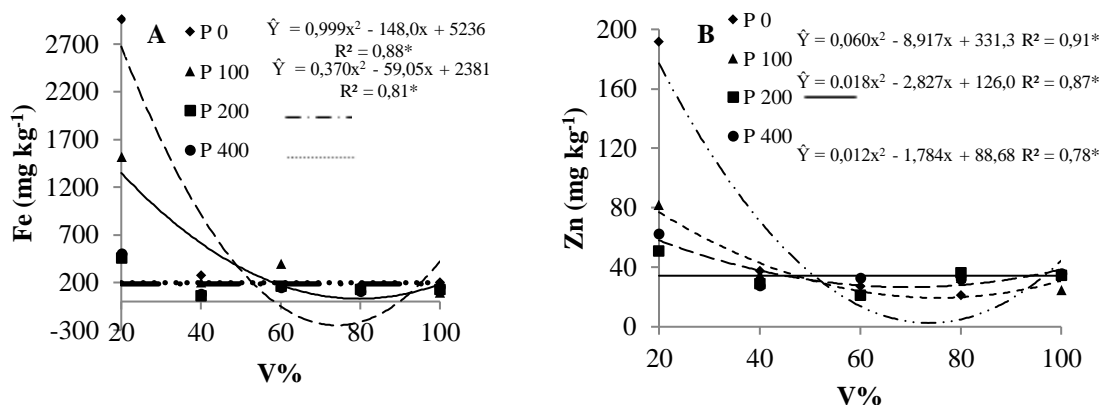 A
P 0
P 100
P 200
P 400
Ŷ = 0,999x² - 148,0x + 5236
R² = 0,88*
Ŷ = 0,370x² - 59,05x + 2381
R² = 0,81*
Fe (mg kg⁻¹)
2700
2200
1700
1200
700
200
-300
20 40 60 80 100
V%
B
P 0
P 100
P 200
P 400
Ŷ = 0,060x² - 8,917x + 331,3 R² = 0,91*
Ŷ = 0,018x² - 2,827x + 126,0 R² = 0,87*
Ŷ = 0,012x² - 1,784x + 88,68 R² = 0,78*
Zn (mg kg⁻¹)
200
160
120
80
40
0
20 40 60 80 100
V%